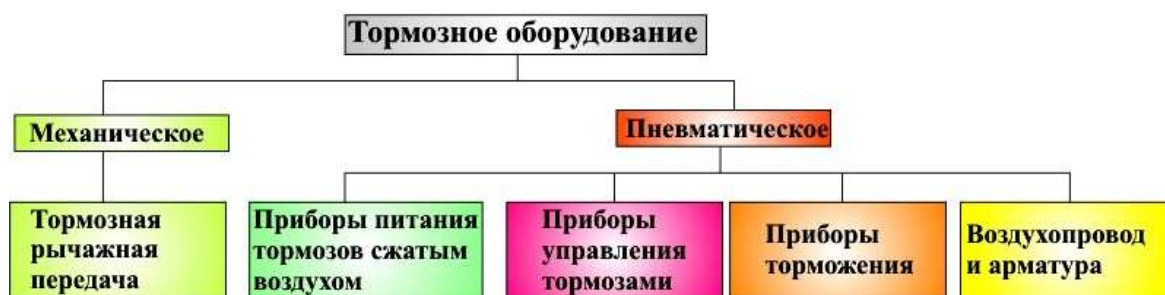 Тормозное оборудование
Механическое
Пневматическое
Тормозная
рычажная
передача
Приборы питания
тормозов сжатым
воздухом
Приборы
управления
тормозами
Приборы
торможения
Воздухопровод
и арматура